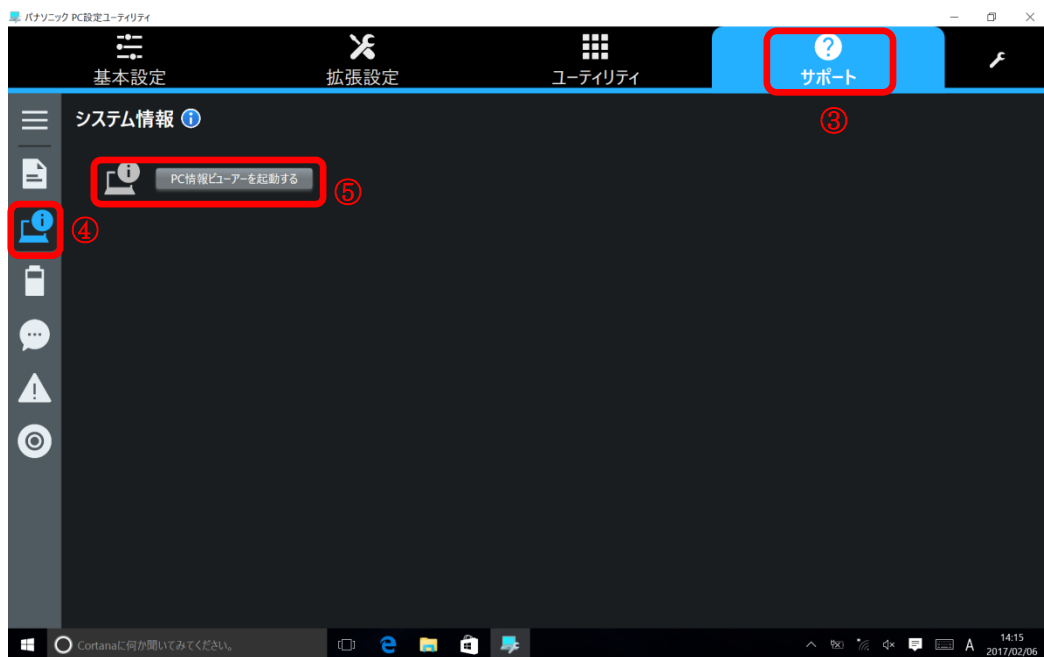 パナソニック PC設定ユーティリティ
基本設定
拡張設定
ユーティリティ
サポート
③
システム情報
PC情報ビューアーを起動する
⑤
④
Cortanaに何か聞いてみてください。
A
14:15
2017/02/06